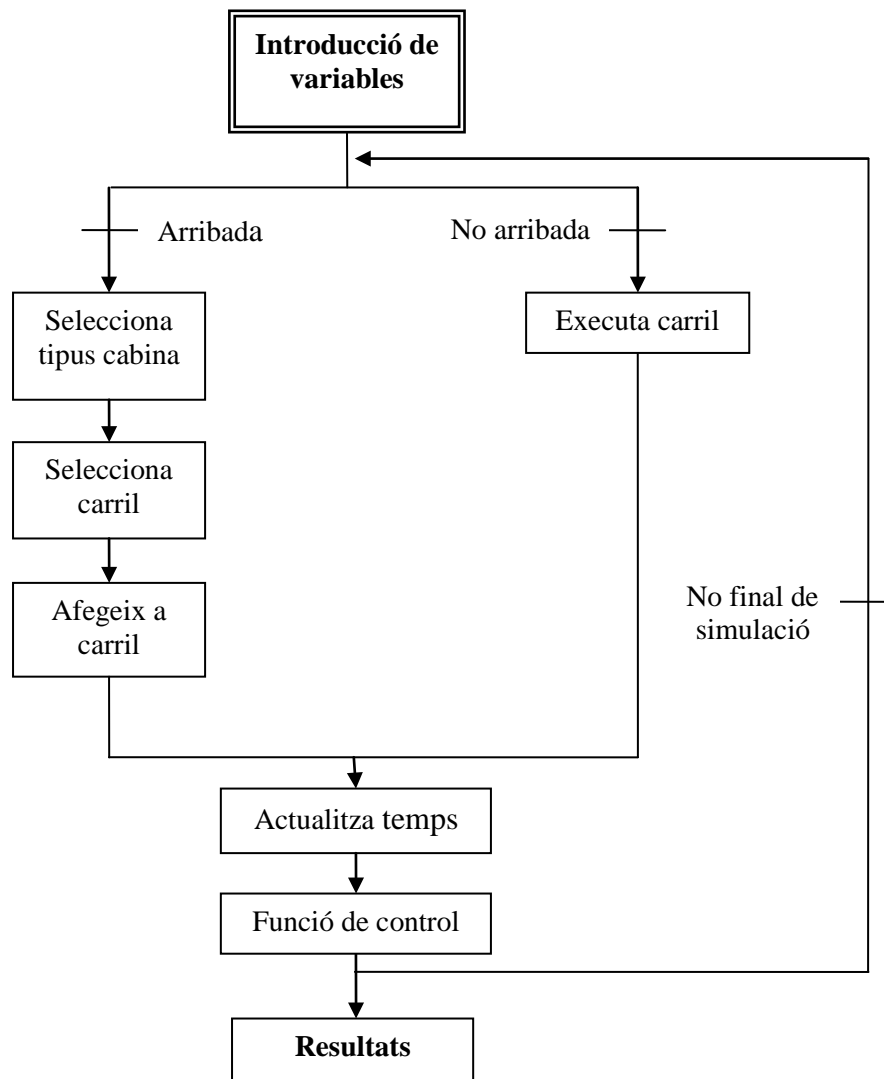 Introducció de
variables
Arribada
No arribada
Selecciona
tipus cabina
Executa carril
Selecciona
carril
Afegeix a
carril
No final de
simulació
Actualitza temps
Funció de control
Resultats